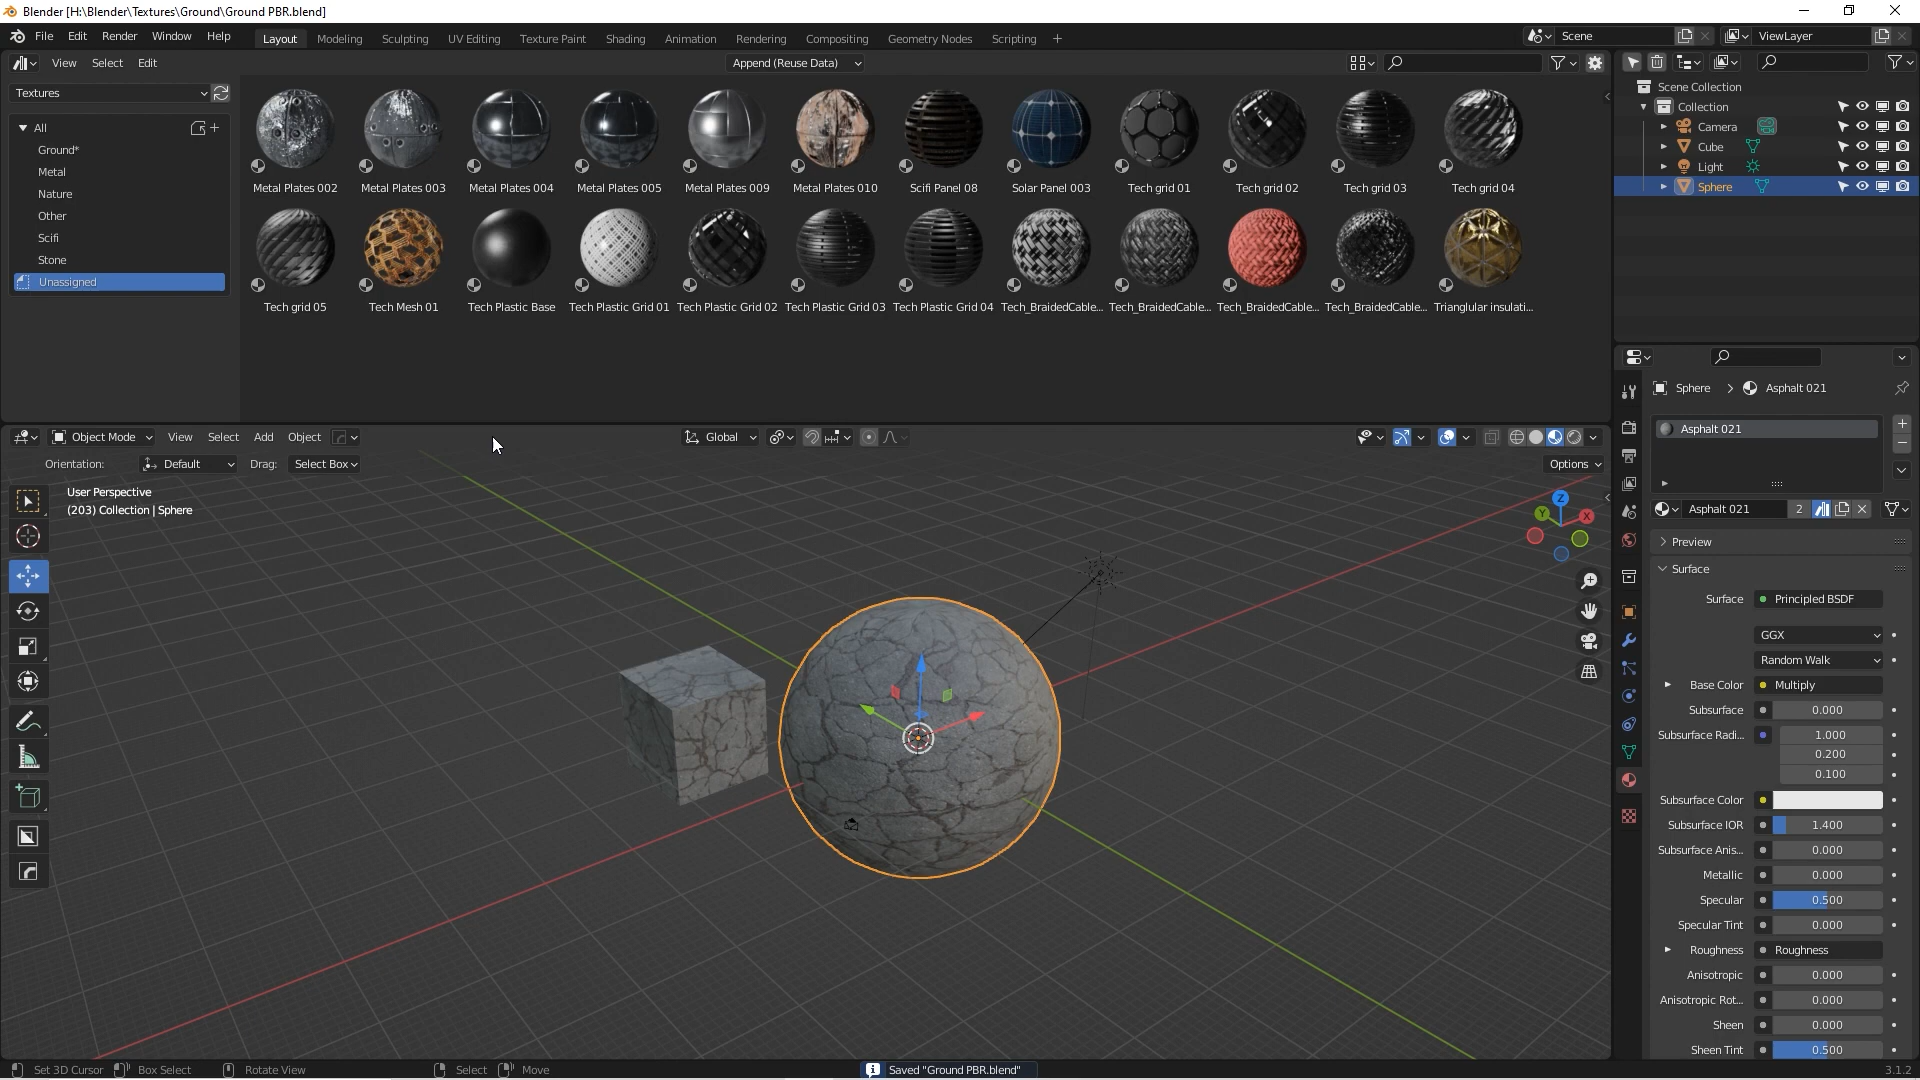 Blender [H:\Blender\Textures\Ground\Ground PBR.blend]
File Edit Render Window Help Layout Modeling Sculpting UV Editing Texture Paint Shading Animation Rendering Compositing Geometry Nodes Scripting + Scene ViewLayer
View Select Edit Append (Reuse Data)
Textures
All
Ground*
Metal
Nature
Other
Scifi
Stone
Unassigned
Metal Plates 002 Metal Plates 003 Metal Plates 004 Metal Plates 005 Metal Plates 009 Metal Plates 010 Scifi Panel 08 Solar Panel 003 Tech grid 01 Tech grid 02 Tech grid 03 Tech grid 04
Tech grid 05 Tech Mesh 01 Tech Plastic Base Tech Plastic Grid 01 Tech Plastic Grid 02 Tech Plastic Grid 03 Tech Plastic Grid 04 Tech_BraidedCable... Tech_BraidedCable... Tech_BraidedCable... Tech_BraidedCable... Trianglular insulati...
Scene Collection
Collection
Camera
Cube
Light
Sphere
Object Mode View Select Add Object Global
Orientation: Default Drag: Select Box Options
User Perspective
(203) Collection | Sphere
Z
Y
X
Sphere > Asphalt 021
Asphalt 021
Asphalt 021 2
Preview
Surface
Surface Principled BSDF
GGX
Random Walk
Base Color Multiply
Subsurface 0.000
Subsurface Radi... 1.000
0.200
0.100
Subsurface Color
Subsurface IOR 1.400
Subsurface Anis... 0.000
Metallic 0.000
Specular 0.500
Specular Tint 0.000
Roughness Roughness
Anisotropic 0.000
Anisotropic Rot... 0.000
Sheen 0.000
Sheen Tint 0.500
Set 3D Cursor Box Select Rotate View Select Move Saved "Ground PBR.blend" 3.1.2